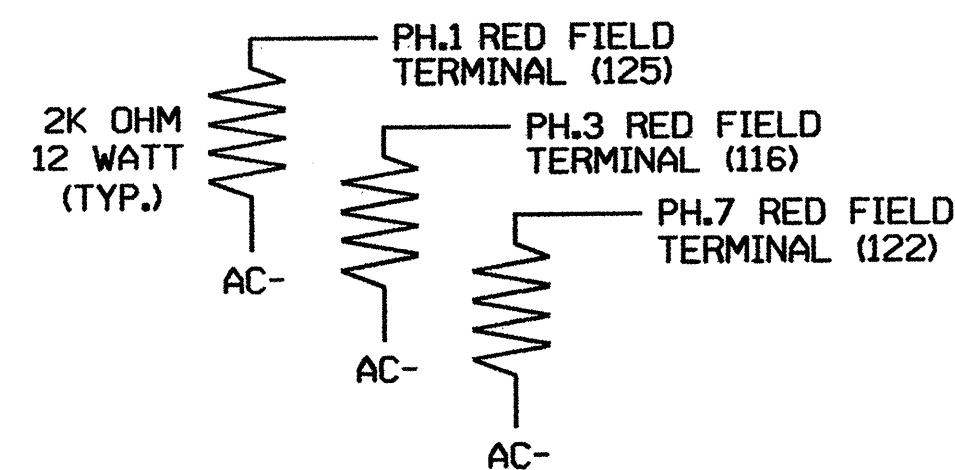 PH.1 RED FIELD
TERMINAL (125)
2K OHM
12 WATT
(TYP.)
AC-
PH.3 RED FIELD
TERMINAL (116)
AC-
PH.7 RED FIELD
TERMINAL (122)
AC-